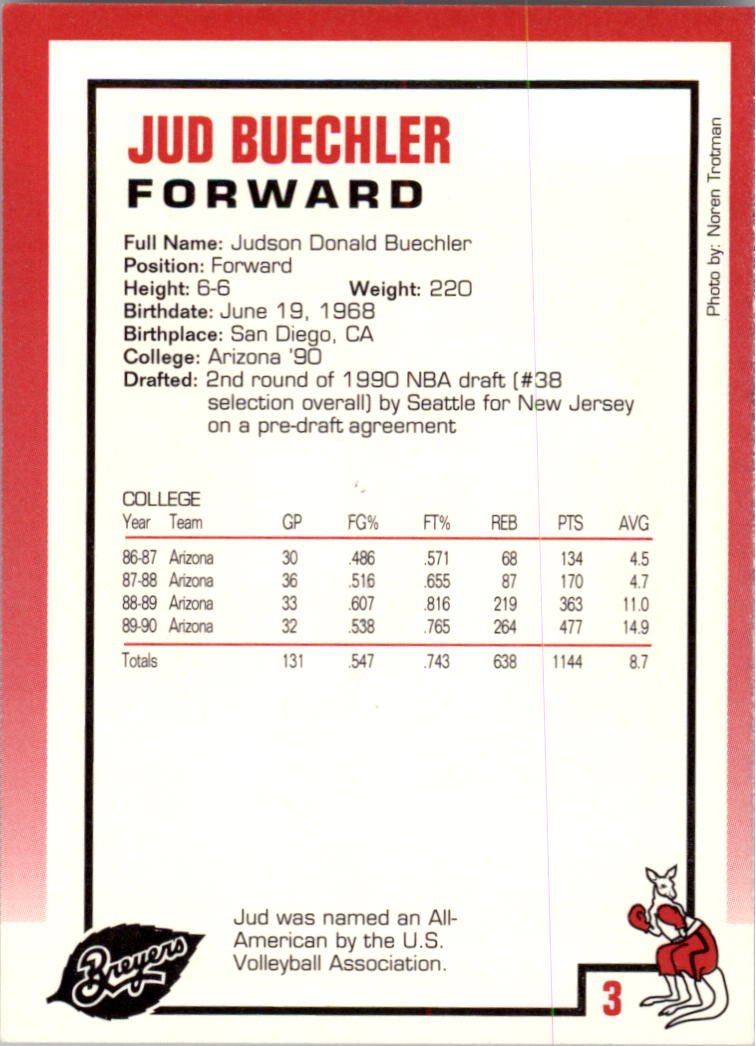 JUD BUECHLER
FORWARD
Full Name: Judson Donald Buechler
Position: Forward
Height: 6-6 Weight: 220
Birthdate: June 19, 1968
Birthplace: San Diego, CA
College: Arizona '90
Drafted: 2nd round of 1990 NBA draft (#38
selection overall) by Seattle for New Jersey
on a pre-draft agreement
Photo by: Noren Trotman
COLLEGE
Year Team GP FG% FT% REB PTS AVG
86-87 Arizona 30 .486 .571 68 134 4.5
87-88 Arizona 36 .516 .655 87 170 4.7
88-89 Arizona 33 .607 .816 219 363 11.0
89-90 Arizona 32 .538 .765 264 477 14.9
Totals 131 .547 .743 638 1144 8.7
Jud was named an All-
American by the U.S.
Volleyball Association.
Breyers
3